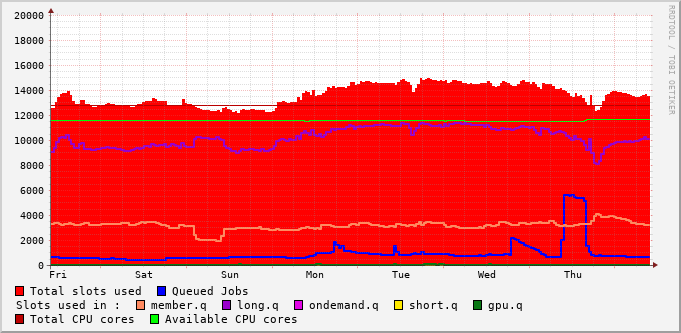 20000
18000
16000
14000
12000
10000
8000
6000
4000
2000
0
Fri Sat Sun Mon Tue Wed Thu
RRDTOOL / TOBI OETIKER
Total slots used Queued Jobs
Slots used in : member.q long.q ondemand.q short.q gpu.q
Total CPU cores Available CPU cores